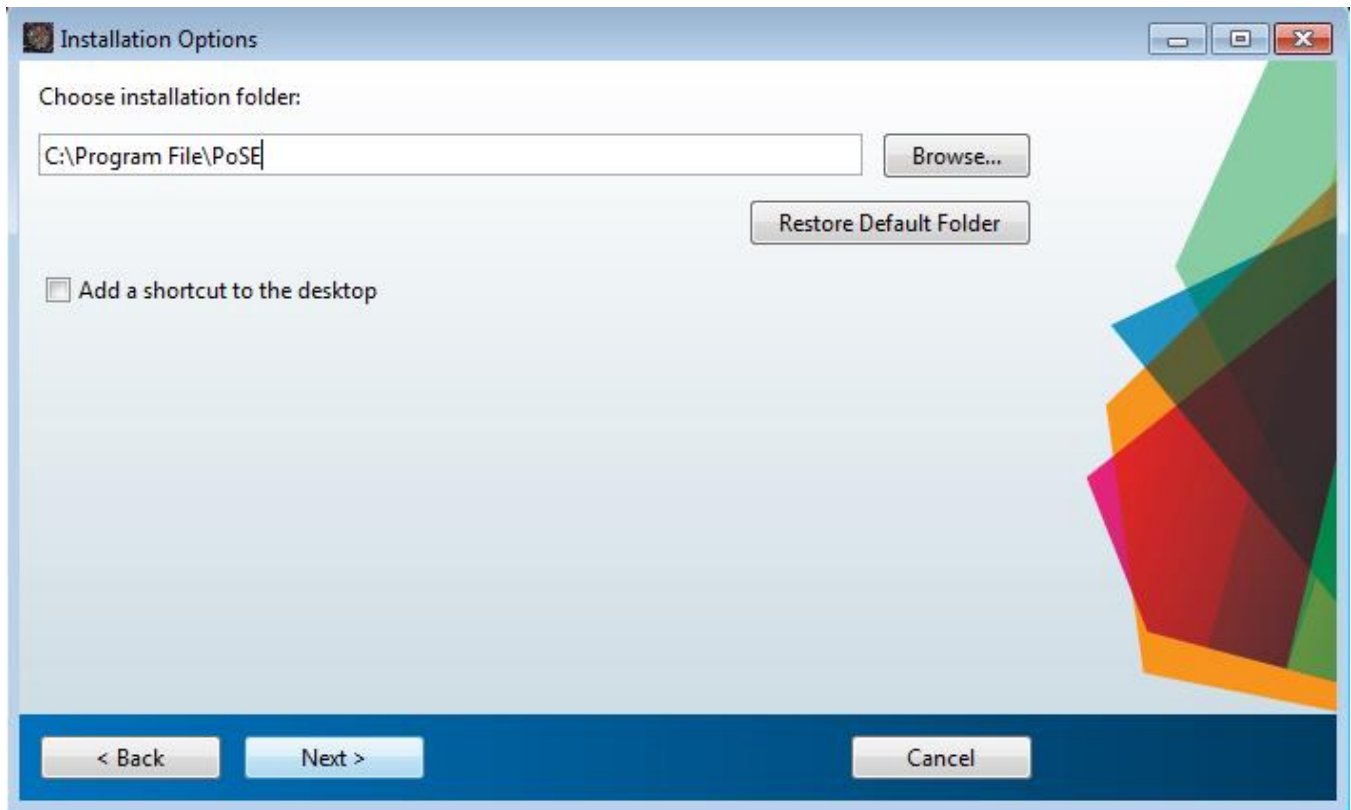 Installation Options
Choose installation folder:
C:\Program File\PoSE
Browse...
Restore Default Folder
Add a shortcut to the desktop
< Back
Next >
Cancel